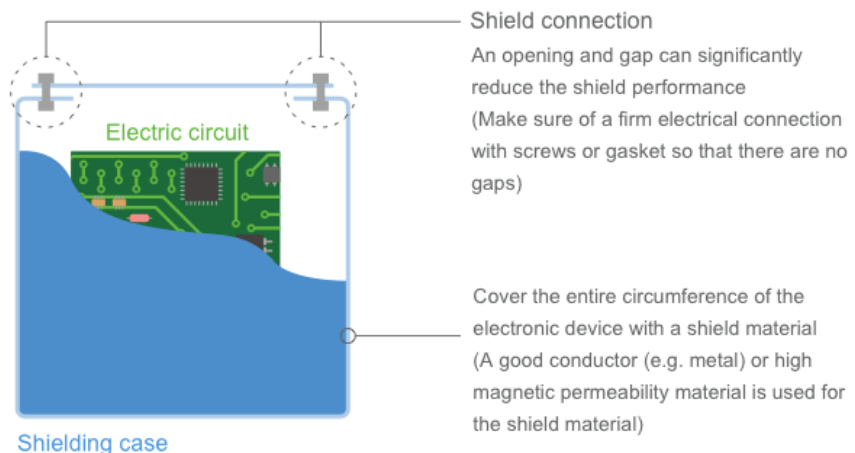 Shield connection
An opening and gap can significantly
reduce the shield performance
(Make sure of a firm electrical connection
with screws or gasket so that there are no
gaps)
Electric circuit
Cover the entire circumference of the
electronic device with a shield material
(A good conductor (e.g. metal) or high
magnetic permeability material is used for
the shield material)
Shielding case